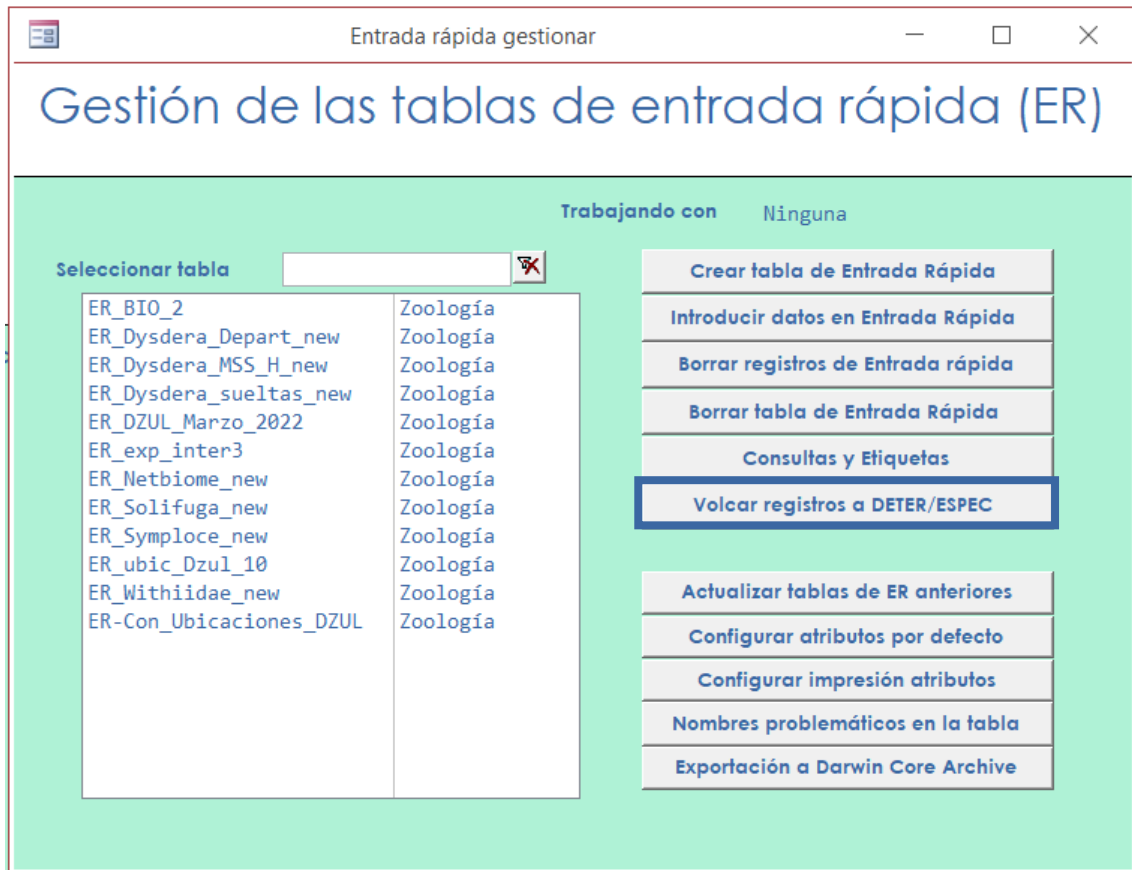 Entrada rápida gestionar
Gestión de las tablas de entrada rápida (ER)
Trabajando con Ninguna
Seleccionar tabla
ER_BIO_2 Zoología
ER_Dysdera_Depart_new Zoología
ER_Dysdera_MSS_H_new Zoología
ER_Dysdera_sueltas_new Zoología
ER_DZUL_Marzo_2022 Zoología
ER_exp_inter3 Zoología
ER_Netbiome_new Zoología
ER_Solifuga_new Zoología
ER_Symploce_new Zoología
ER_ubic_Dzul_10 Zoología
ER_Withiidae_new Zoología
ER-Con_Ubicaciones_DZUL Zoología
Crear tabla de Entrada Rápida
Introducir datos en Entrada Rápida
Borrar registros de Entrada rápida
Borrar tabla de Entrada Rápida
Consultas y Etiquetas
Volcar registros a DETER/ESPEC
Actualizar tablas de ER anteriores
Configurar atributos por defecto
Configurar impresión atributos
Nombres problemáticos en la tabla
Exportación a Darwin Core Archive